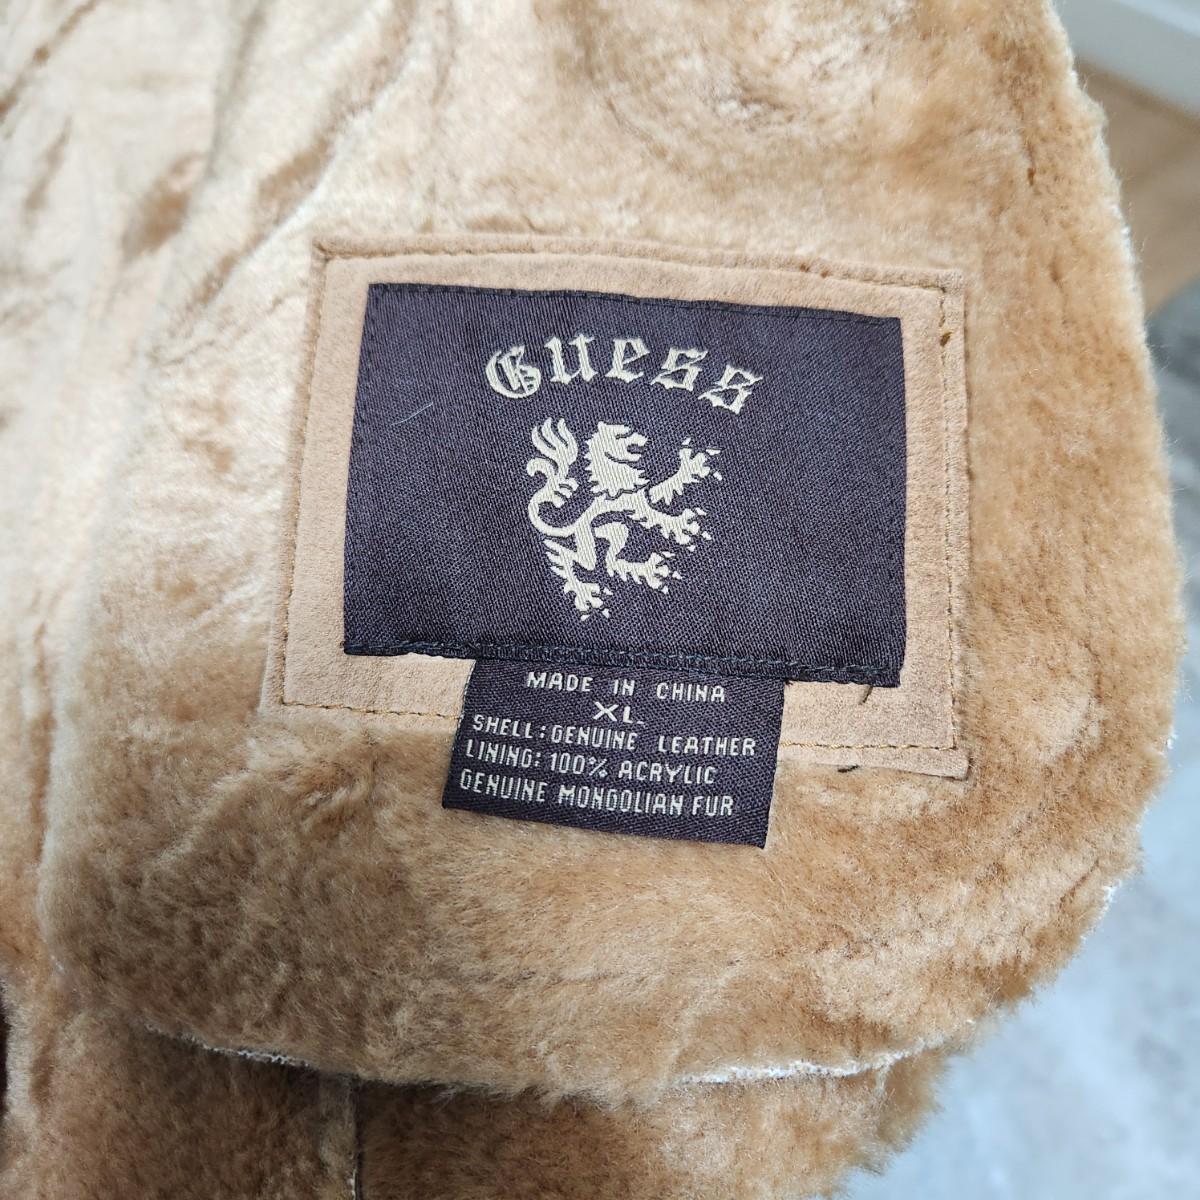 Guess
MADE IN CHINA
XL
SHELL: GENUINE LEATHER
LINING: 100% ACRYLIC
GENUINE MONGOLIAN FUR